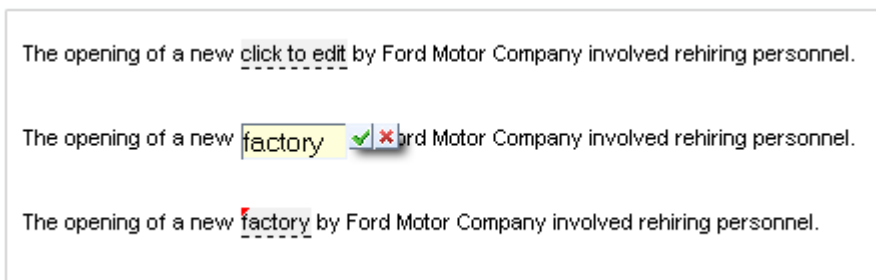 The opening of a new click to edit by Ford Motor Company involved rehiring personnel.
The opening of a new factory ord Motor Company involved rehiring personnel.
The opening of a new factory by Ford Motor Company involved rehiring personnel.